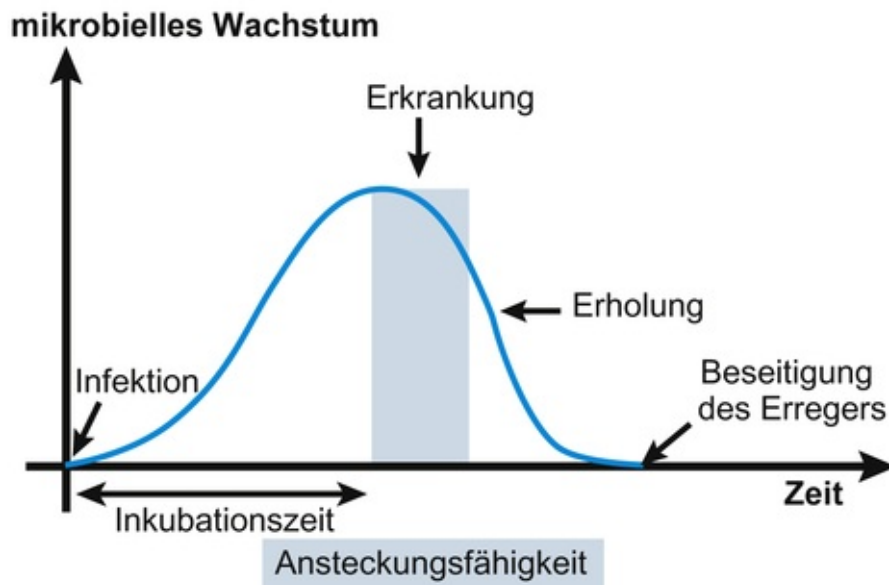 mikrobielles Wachstum
Erkrankung
Erholung
Infektion
Beseitigung
des Erregers
Zeit
Inkubationszeit
Ansteckungsfähigkeit